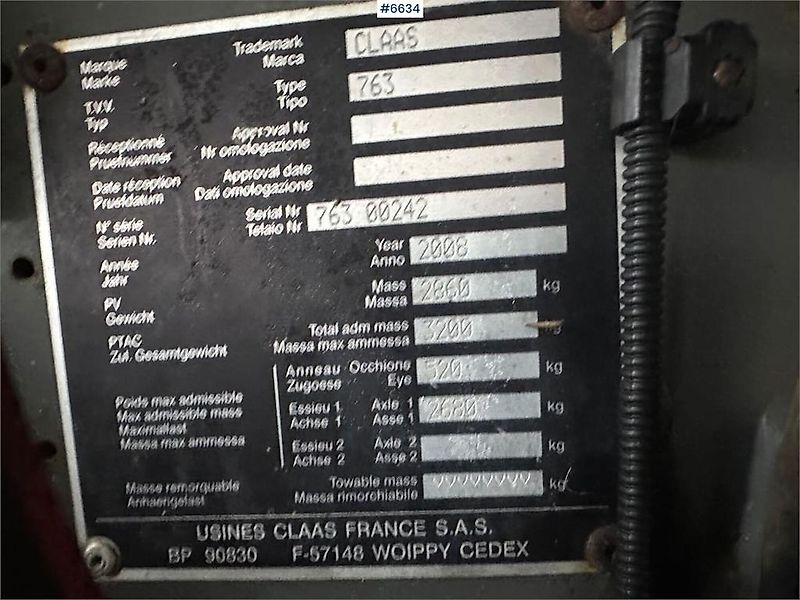 #6634
Marque Trademark CLAAS
Marke Marca
T.V.V. Type 763
Typ Tipo
Réceptionné Approval Nr
Pruefnummer Nr omologazione
Date réception Approval date
Pruefdatum Dati omologazione
N° série Serial Nr 763 00242
Serien Nr. Telaio Nr
Année Year 2008
Jahr Anno
PV Mass 2860 kg
Gewicht Massa
PTAC Total adm mass 3200 kg
Zul. Gesamtgewicht Massa max ammessa
Anneau Occhione 520 kg
Zugoese Eye
Poids max admissible Essieu 1 Axle 1 2680 kg
Max admissible mass Achse 1 Asse 1
Maximallast Essieu 2 Axle 2 kg
Massa max ammessa Achse 2 Asse 2
Masse remorquable Towable mass VVVVVVVV kg
Anhaengelast Massa rimorchiabile
USINES CLAAS FRANCE S.A.S.
BP 90830 F-57148 WOIPPY CEDEX